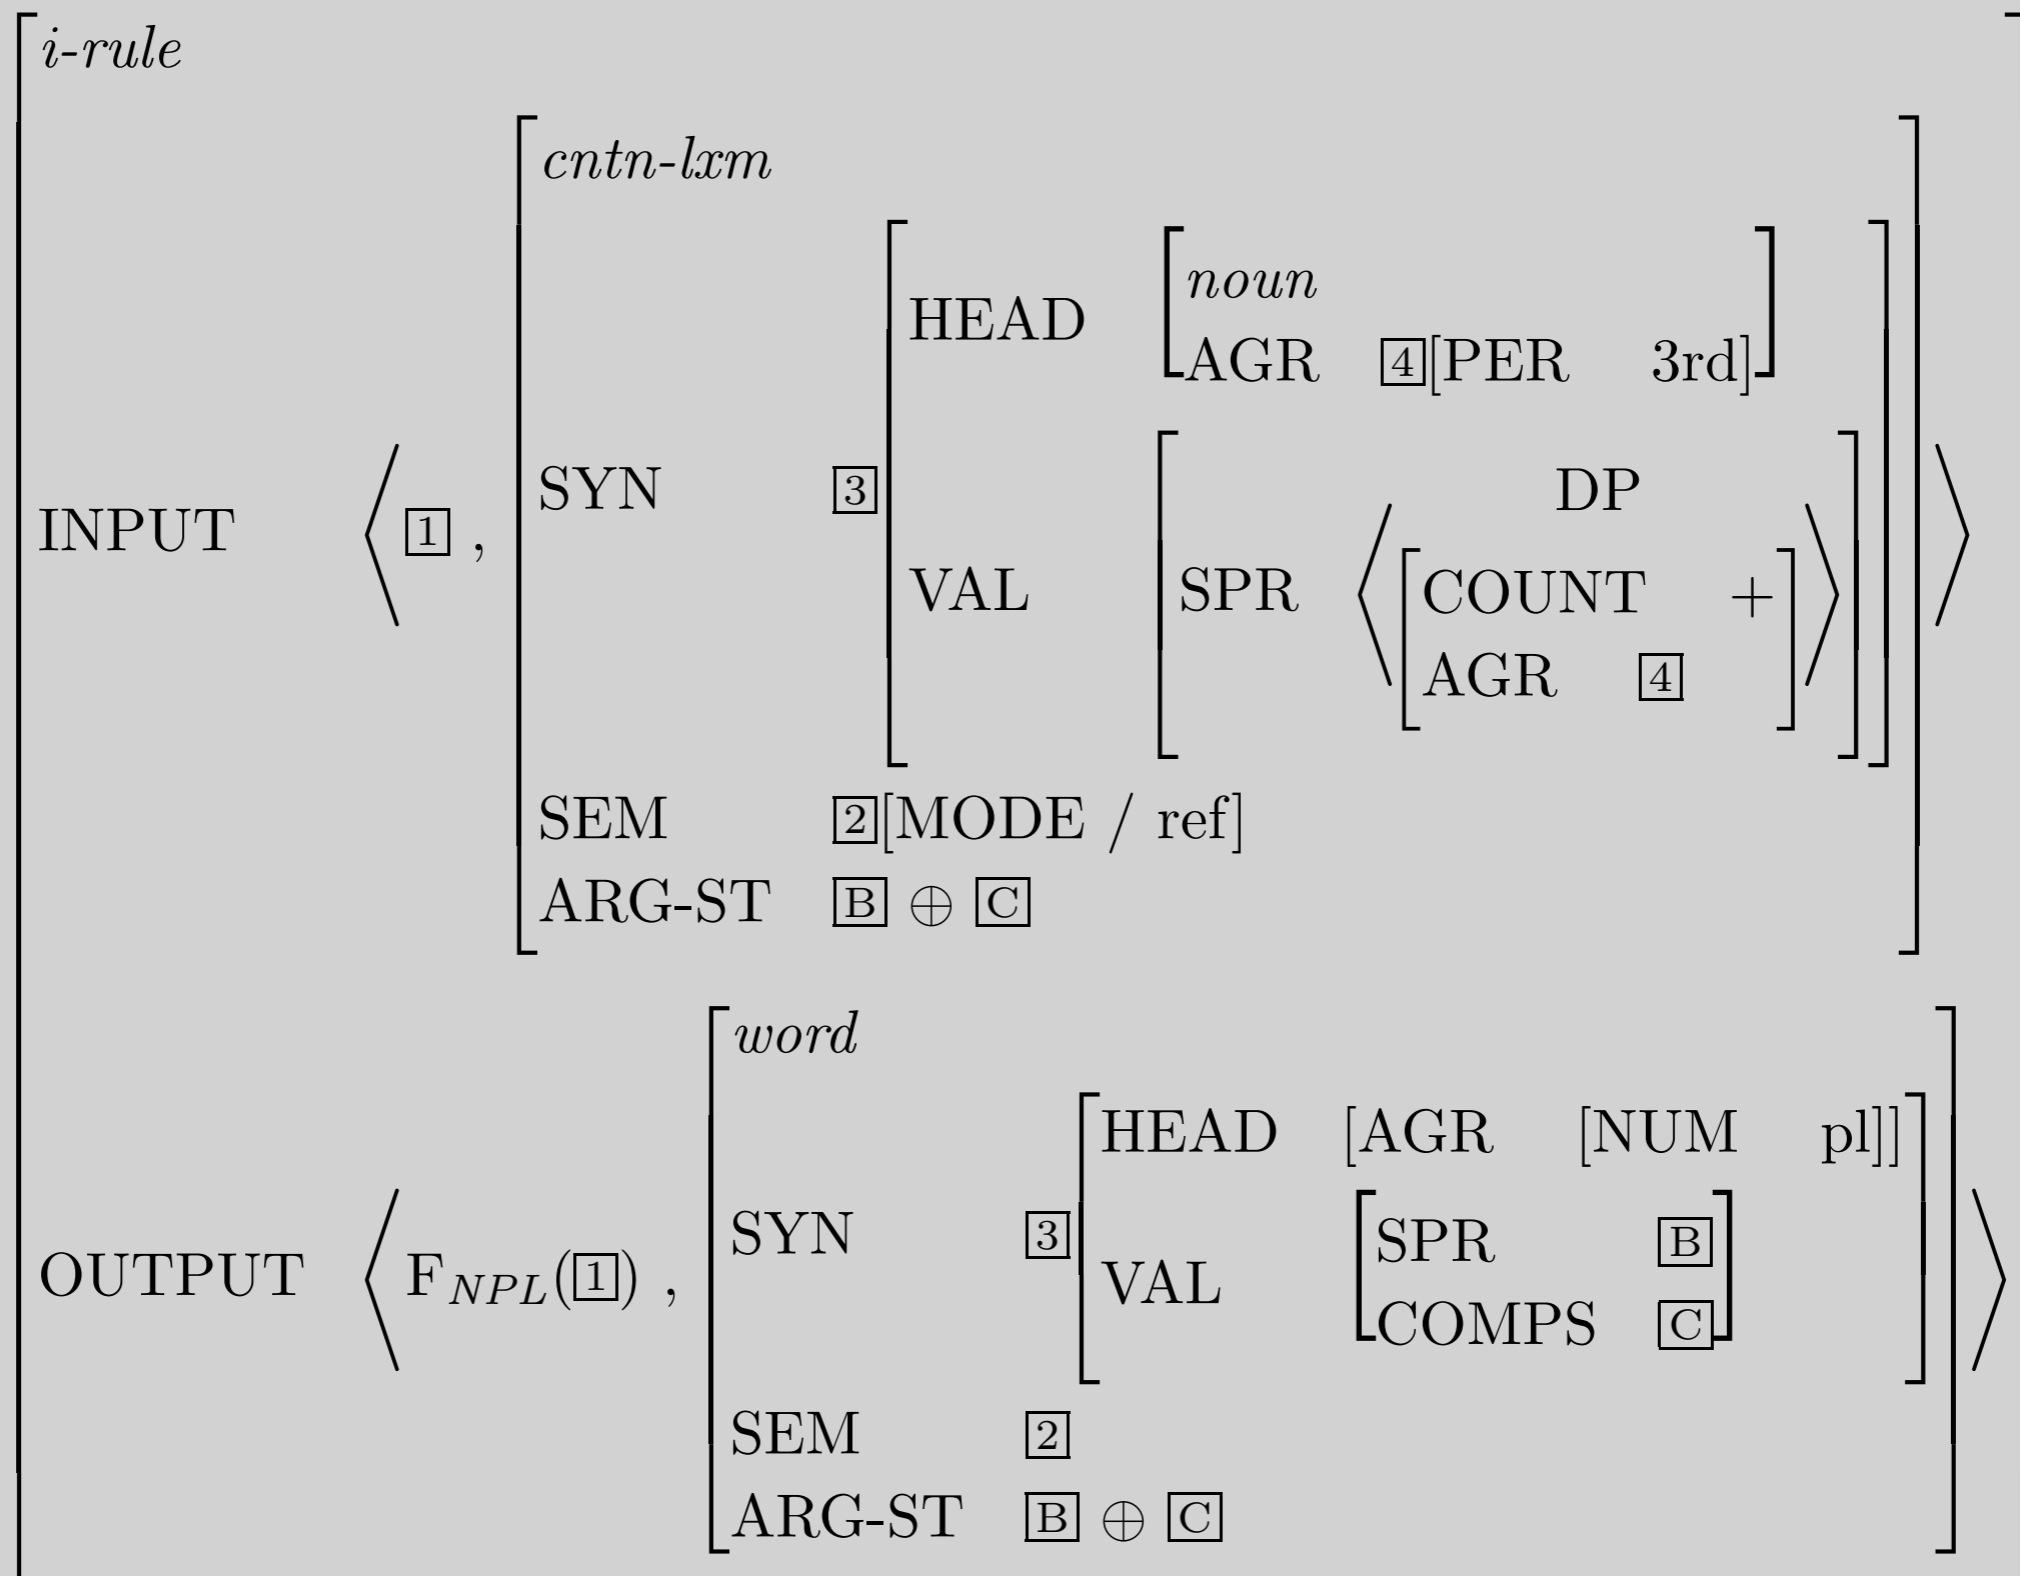 i-rule
cntn-lxm
noun
HEAD
AGR 4[PER 3rd]
DP
SYN 3
INPUT ⟨1 ,
VAL SPR ⟨[COUNT +
AGR 4]⟩
SEM 2[MODE / ref]
ARG-ST B ⊕ C
word
HEAD [AGR [NUM pl]]
SYN 3
SPR B
OUTPUT ⟨F_NPL(1) ,
VAL
COMPS C
SEM 2
ARG-ST B ⊕ C